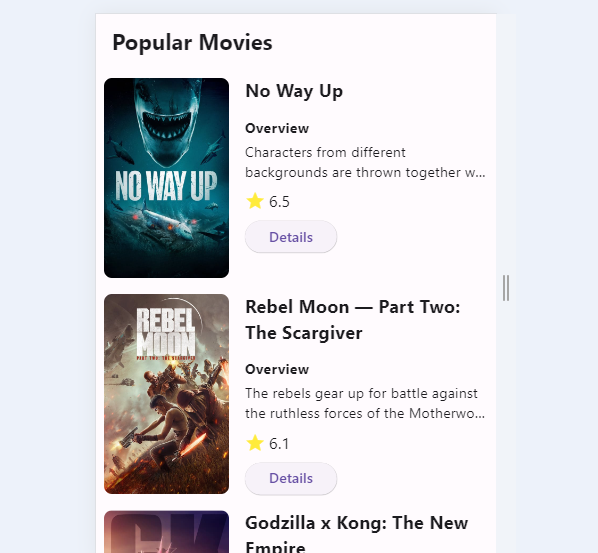 Popular Movies
NO WAY UP
No Way Up
Overview
Characters from different
backgrounds are thrown together w...
6.5
Details
REBEL
MOON
PART TWO: THE SCARGIVER
Rebel Moon — Part Two:
The Scargiver
Overview
The rebels gear up for battle against
the ruthless forces of the Motherwo...
6.1
Details
Godzilla x Kong: The New
Empire